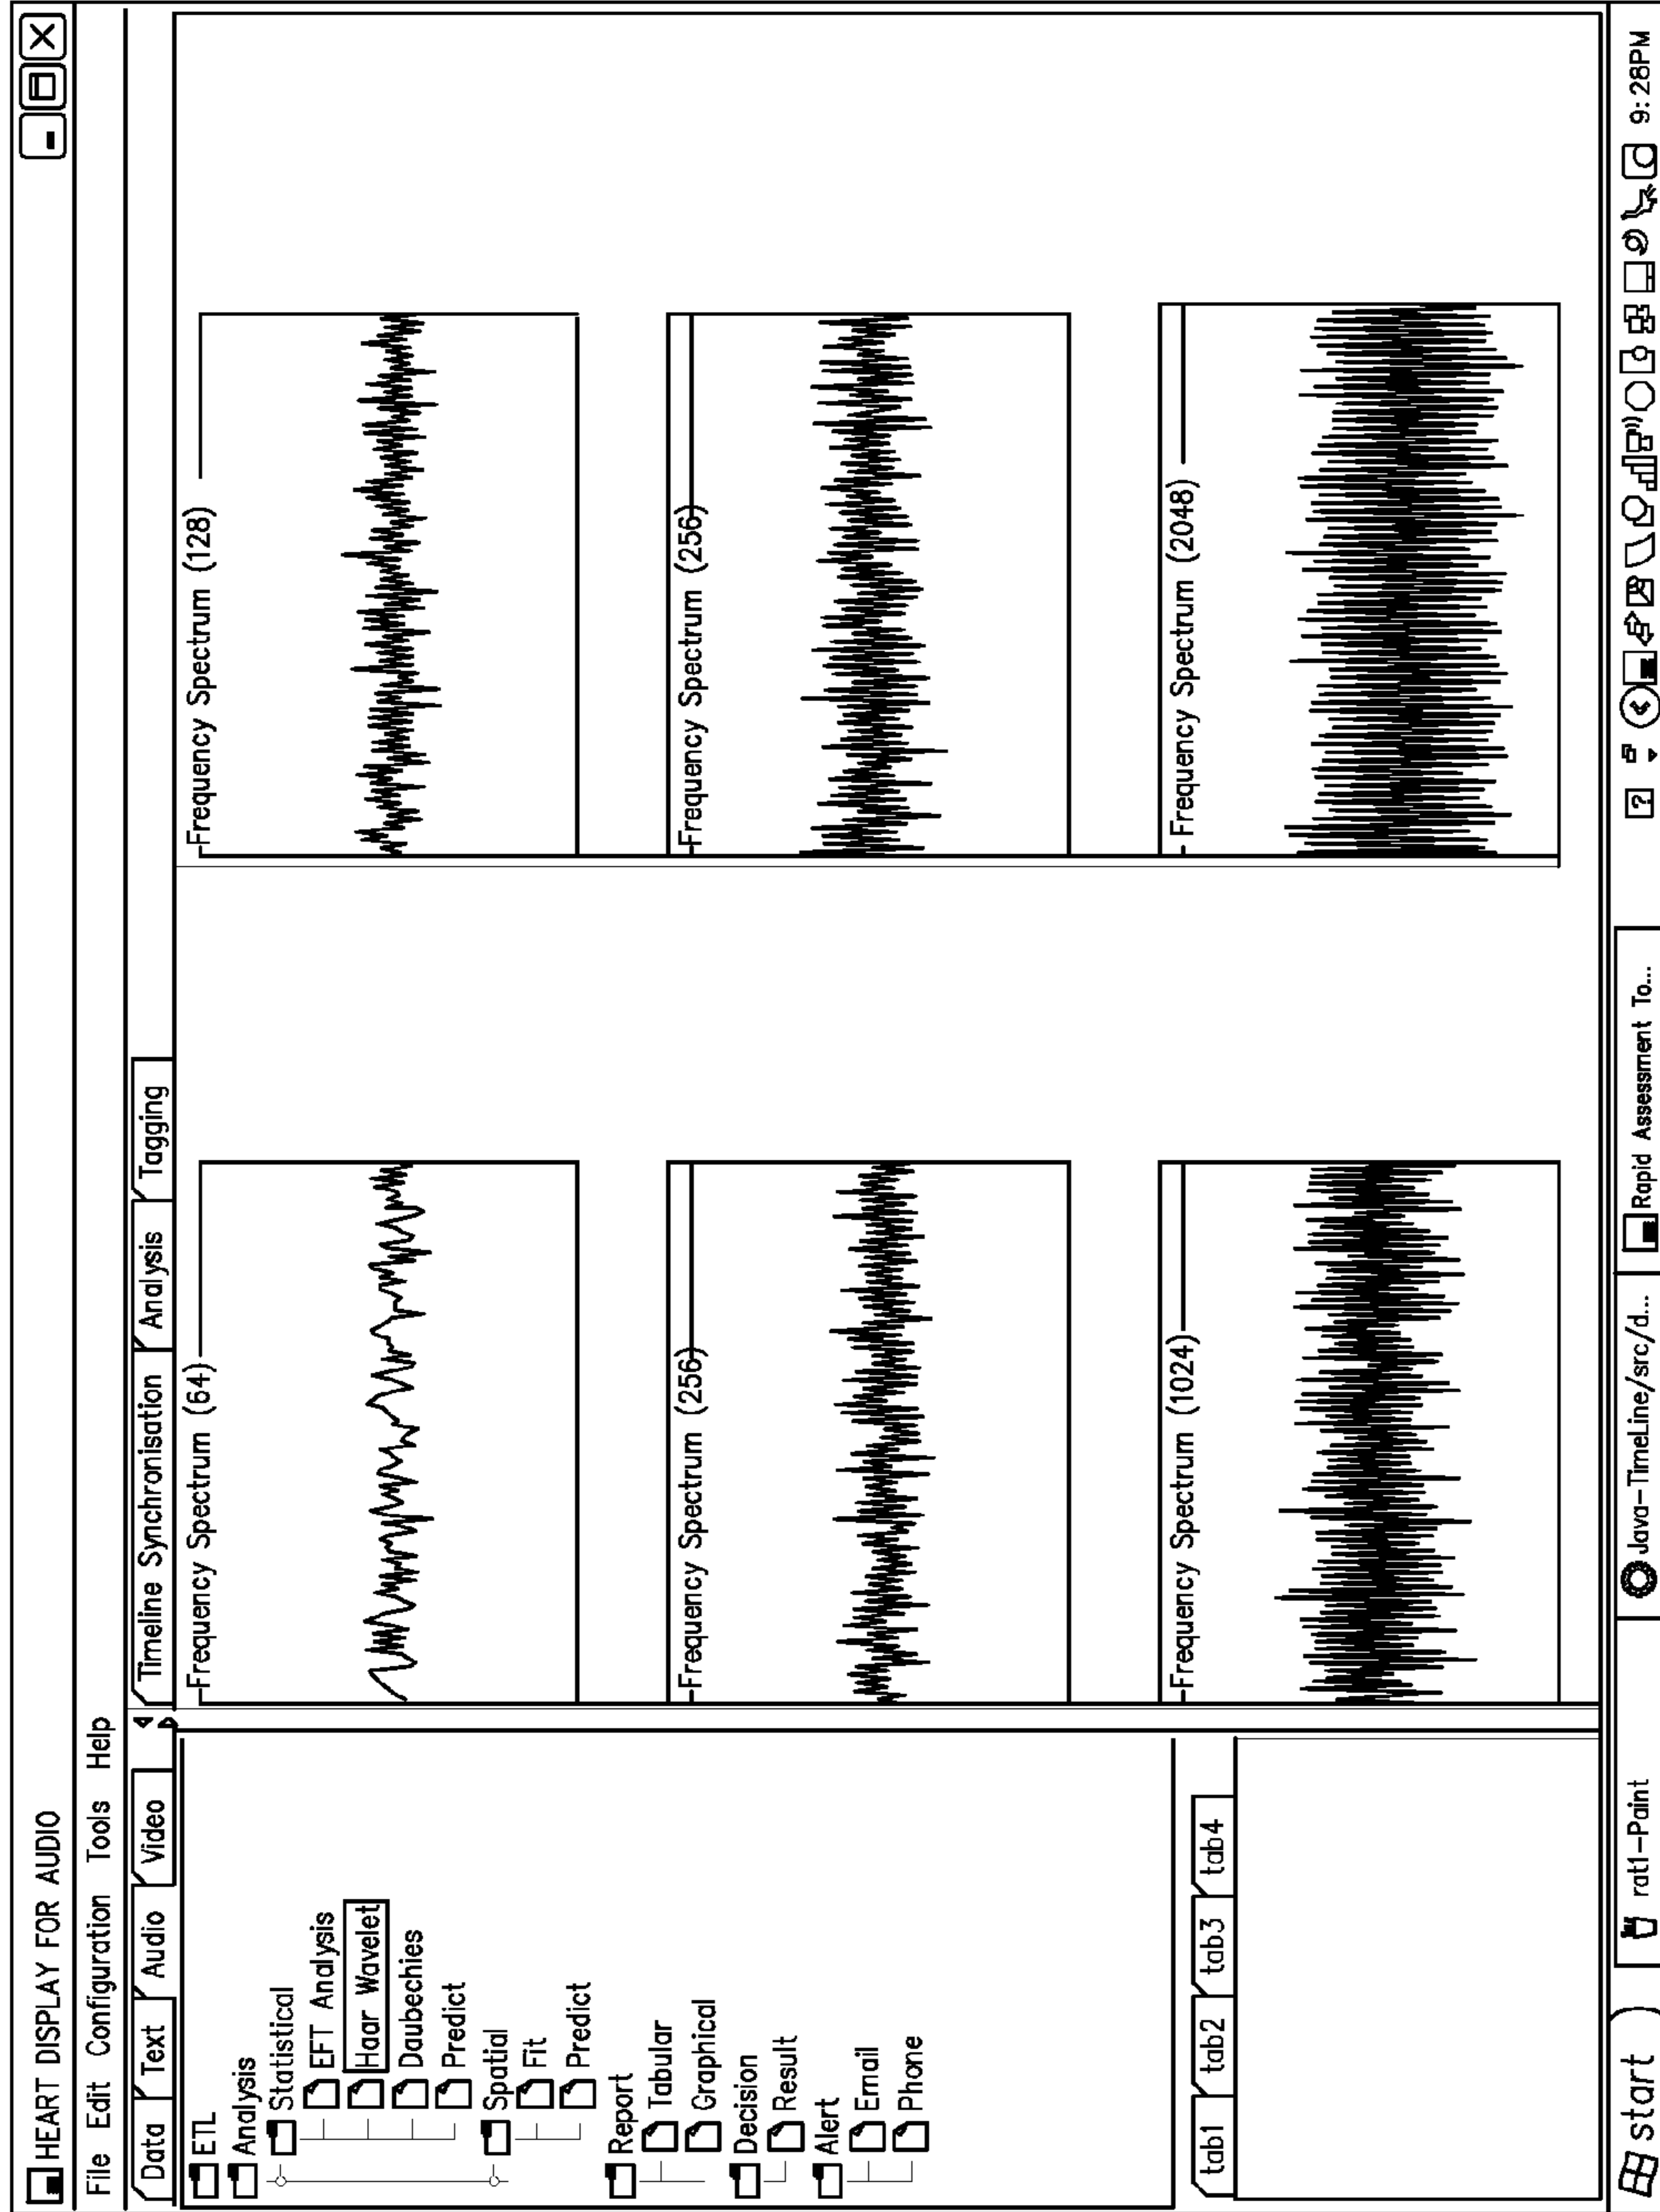 HEART DISPLAY FOR AUDIO
File Edit Configuration Tools Help
Data Text Audio Video
Timeline Synchronisation Analysis Tagging
ETL
Analysis
Statistical
EFT Analysis
Haar Wavelet
Daubechies
Predict
Spatial
Fit
Predict
Report
Tabular
Graphical
Decision
Result
Alert
Email
Phone
tab1 tab2 tab3 tab4
Frequency Spectrum (64)
Frequency Spectrum (128)
Frequency Spectrum (256)
Frequency Spectrum (256)
Frequency Spectrum (1024)
Frequency Spectrum (2048)
start rat1-Paint Java-TimeLine/src/d... Rapid Assessment To... ? 9:28PM